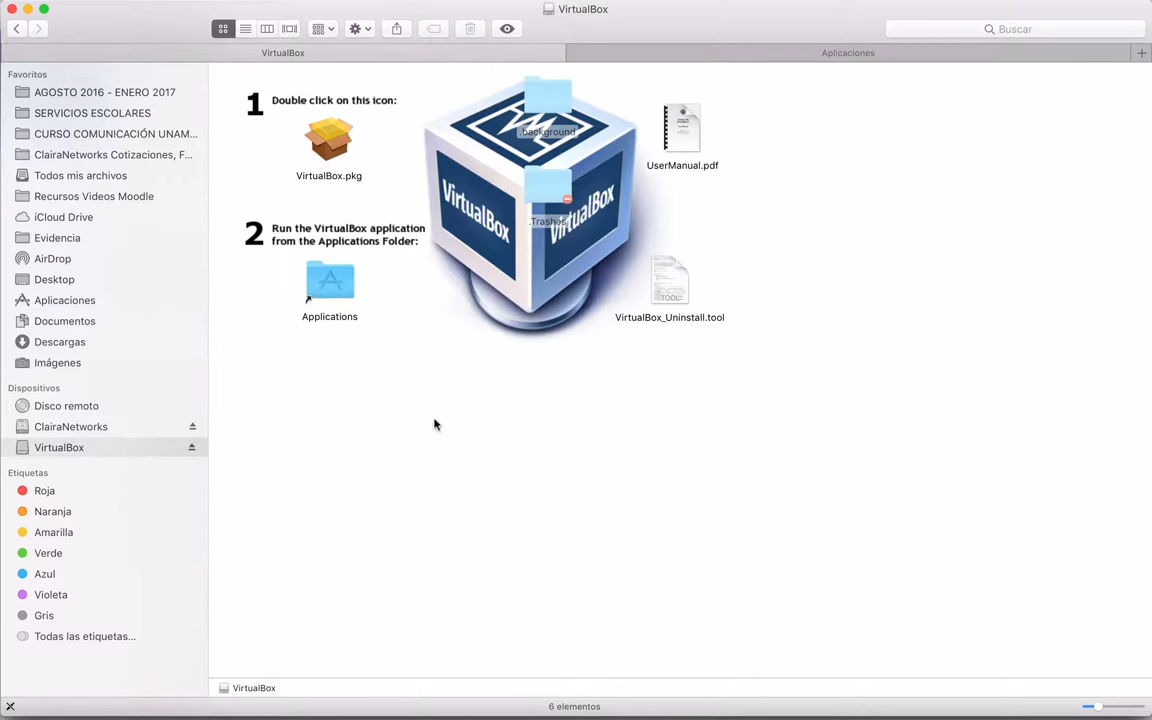 VirtualBox
Buscar
VirtualBox
Aplicaciones
Favoritos
AGOSTO 2016 - ENERO 2017
SERVICIOS ESCOLARES
CURSO COMUNICACIÓN UNAM...
ClairaNetworks Cotizaciones, F...
Todos mis archivos
Recursos Videos Moodle
iCloud Drive
Evidencia
AirDrop
Desktop
Aplicaciones
Documentos
Descargas
Imágenes
Dispositivos
Disco remoto
ClairaNetworks
VirtualBox
Etiquetas
Roja
Naranja
Amarilla
Verde
Azul
Violeta
Gris
Todas las etiquetas...
1 Double click on this icon:
VirtualBox.pkg
2 Run the VirtualBox application
from the Applications Folder:
Applications
.background
.Trashes
VirtualBox
VirtualBox
UserManual.pdf
TOOL
VirtualBox_Uninstall.tool
VirtualBox
6 elementos